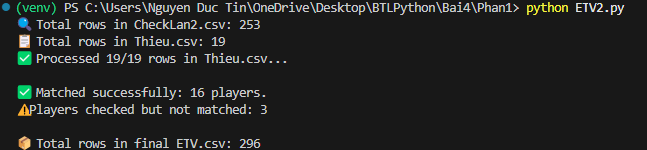 (venv) PS C:\Users\Nguyen Duc Tin\OneDrive\Desktop\BTLPython\Bai4\Phan1> python ETV2.py
🔍 Total rows in CheckLan2.csv: 253
📋 Total rows in Thieu.csv: 19
✅ Processed 19/19 rows in Thieu.csv...
✅ Matched successfully: 16 players.
⚠️Players checked but not matched: 3
📦 Total rows in final ETV.csv: 296